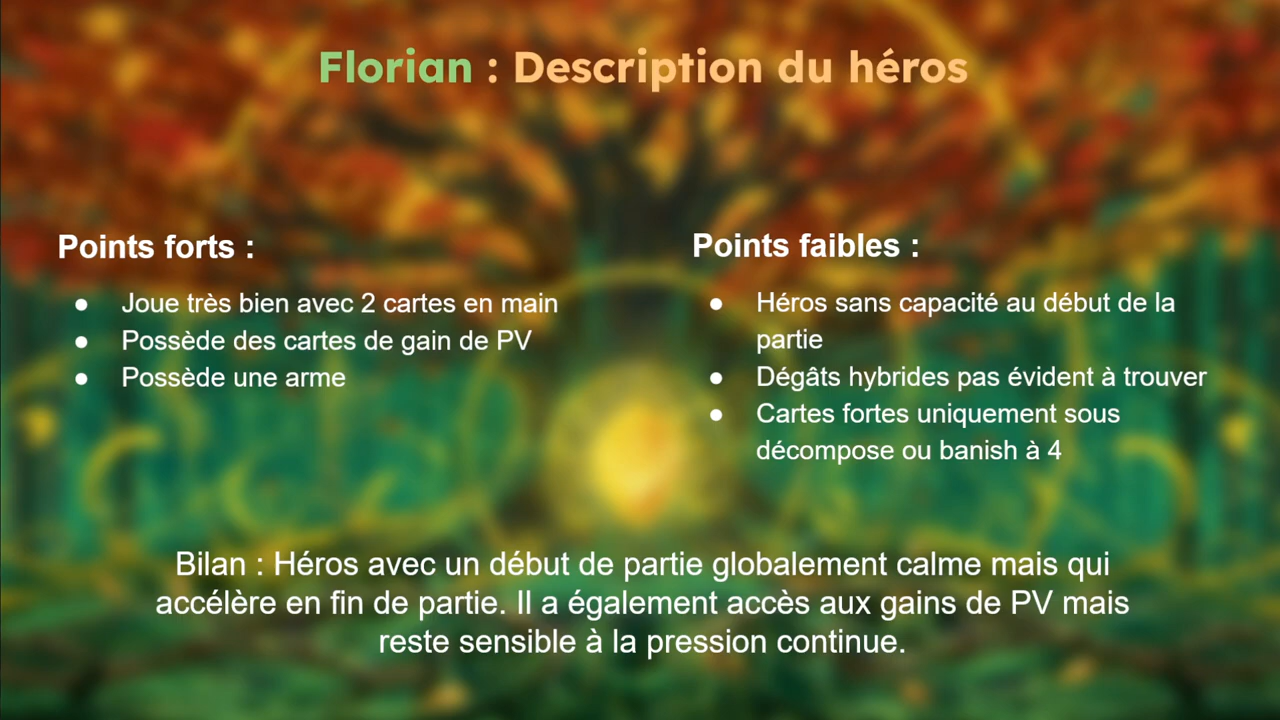 Florian : Description du héros
Points forts :
● Joue très bien avec 2 cartes en main
● Possède des cartes de gain de PV
● Possède une arme
Points faibles :
● Héros sans capacité au début de la
partie
● Dégâts hybrides pas évident à trouver
● Cartes fortes uniquement sous
décompose ou banish à 4
Bilan : Héros avec un début de partie globalement calme mais qui
accélère en fin de partie. Il a également accès aux gains de PV mais
reste sensible à la pression continue.